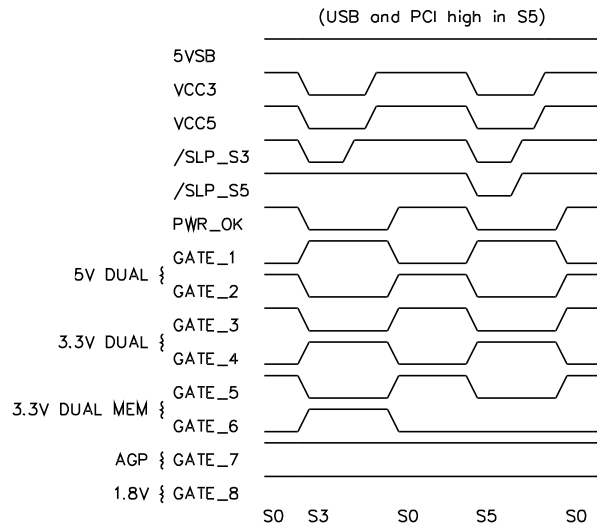 (USB and PCI high in S5)
5VSB
VCC3
VCC5
/SLP_S3
/SLP_S5
PWR_OK
GATE_1
5V DUAL {
GATE_2
GATE_3
3.3V DUAL {
GATE_4
GATE_5
3.3V DUAL MEM {
GATE_6
AGP { GATE_7
1.8V { GATE_8
S0 S3 S0 S5 S0